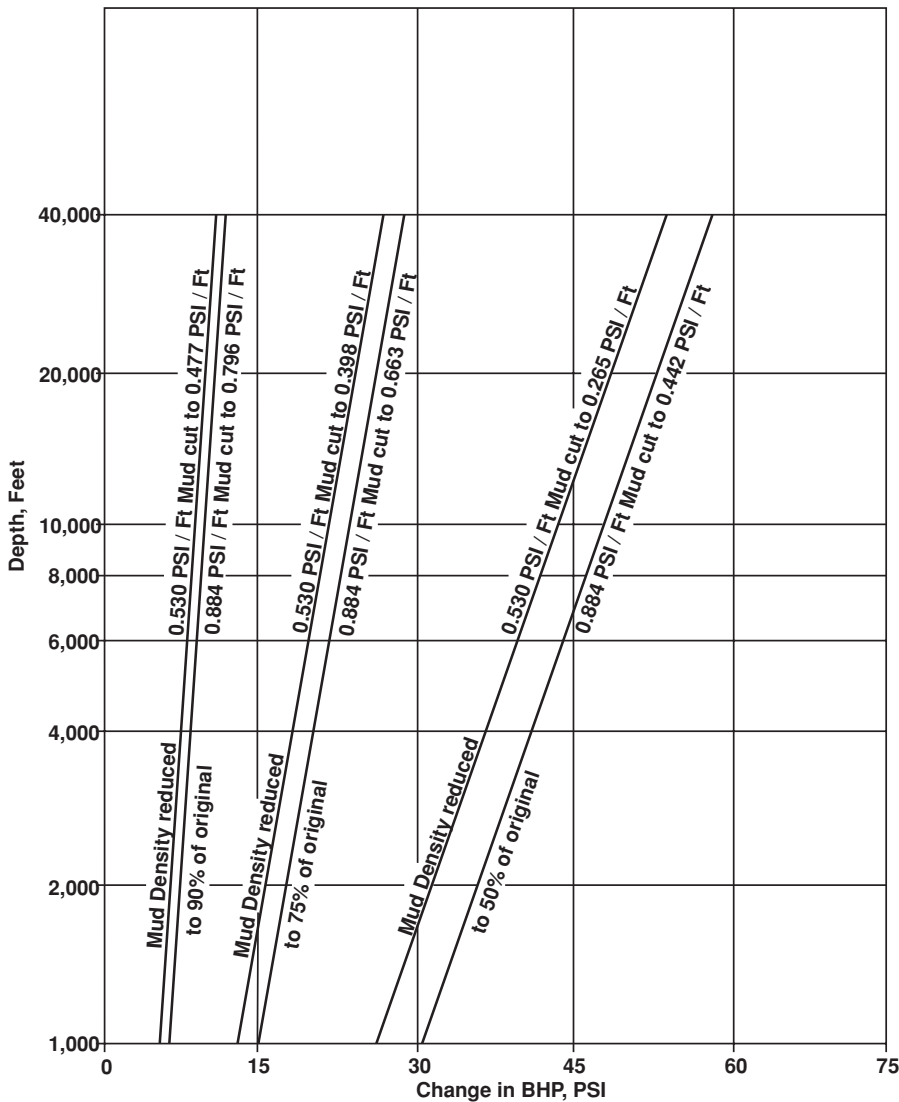 40,000
20,000
10,000
8,000
6,000
4,000
2,000
1,000
Depth, Feet
0.530 PSI / Ft Mud cut to 0.477 PSI / Ft
0.884 PSI / Ft Mud cut to 0.796 PSI / Ft
0.530 PSI / Ft Mud cut to 0.398 PSI / Ft
0.884 PSI / Ft Mud cut to 0.663 PSI / Ft
0.530 PSI / Ft Mud cut to 0.265 PSI / Ft
0.884 PSI / Ft Mud cut to 0.442 PSI / Ft
Mud Density reduced
to 90% of original
Mud Density reduced
to 75% of original
Mud Density reduced
to 50% of original
0 15 30 45 60 75
Change in BHP, PSI